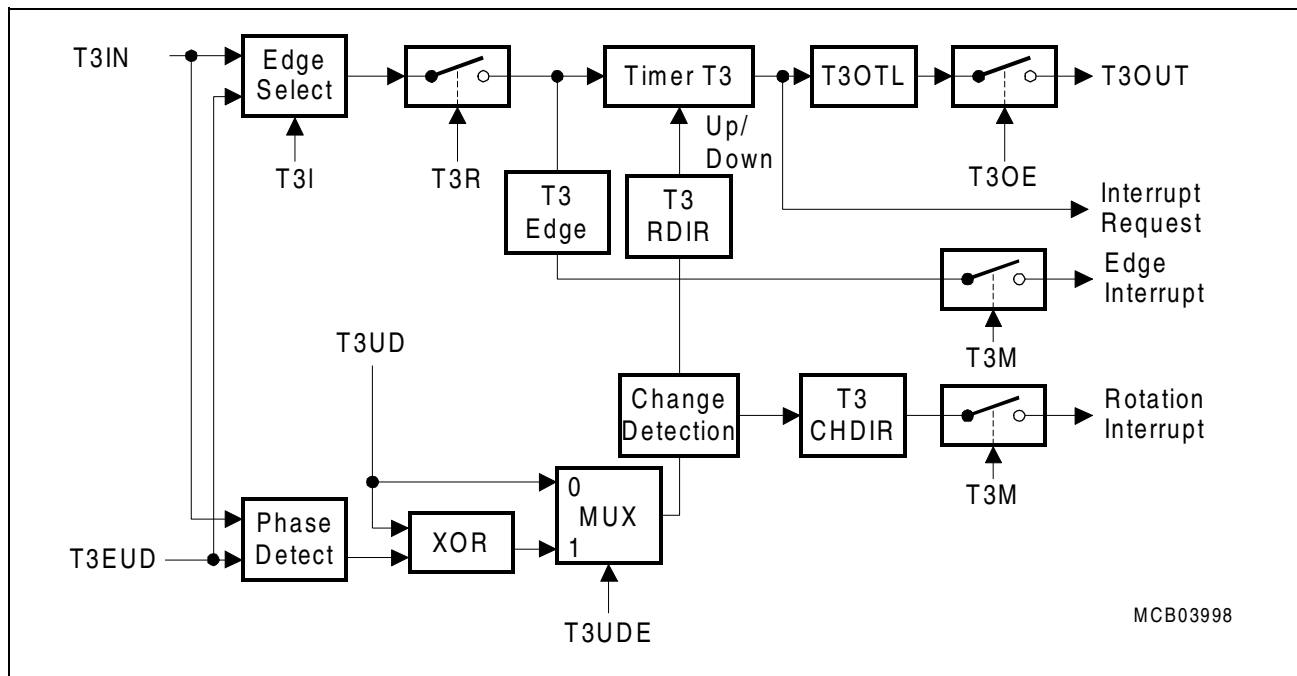 T3IN
Edge
Select
T3I
T3R
Timer T3
Up/
Down
T3OTL
T3OUT
T3OE
T3
Edge
T3
RDIR
Interrupt
Request
Edge
Interrupt
T3M
T3UD
Change
Detection
T3
CHDIR
Rotation
Interrupt
T3M
T3EUD
Phase
Detect
XOR
0
MUX
1
T3UDE
MCB03998